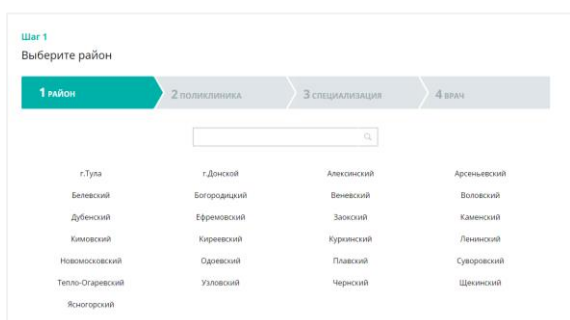 Шаг 1
Выберите район
1 РАЙОН 2 ПОЛИКЛИНИКА 3 СПЕЦИАЛИЗАЦИЯ 4 ВРАЧ
г.Тула г.Донской Алексинский Арсеньевский
Белевский Богородицкий Веневский Воловский
Дубенский Ефремовский Заокский Каменский
Кимовский Киреевский Куркинский Ленинский
Новомосковский Одоевский Плавский Суворовский
Тепло-Огаревский Узловский Чернский Щекинский
Ясногорский